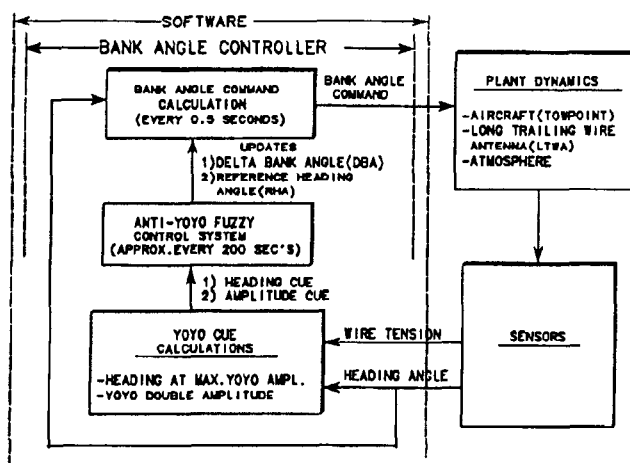 SOFTWARE
BANK ANGLE CONTROLLER
BANK ANGLE COMMAND
CALCULATION
(EVERY 0.5 SECONDS)
BANK ANGLE
COMMAND
PLANT DYNAMICS
-AIRCRAFT(TOWPOINT)
-LONG TRAILING WIRE
ANTENNA(LTWA)
-ATMOSPHERE
UPDATES
1)DELTA BANK ANGLE(DBA)
2)REFERENCE HEADING
ANGLE(RHA)
ANTI-YOYO FUZZY
CONTROL SYSTEM
(APPROX.EVERY 200 SEC'S)
1) HEADING CUE
2) AMPLITUDE CUE
YOYO CUE
CALCULATIONS
-HEADING AT MAX.YOYO AMPL.
-YOYO DOUBLE AMPLITUDE
WIRE TENSION
HEADING ANGLE
SENSORS